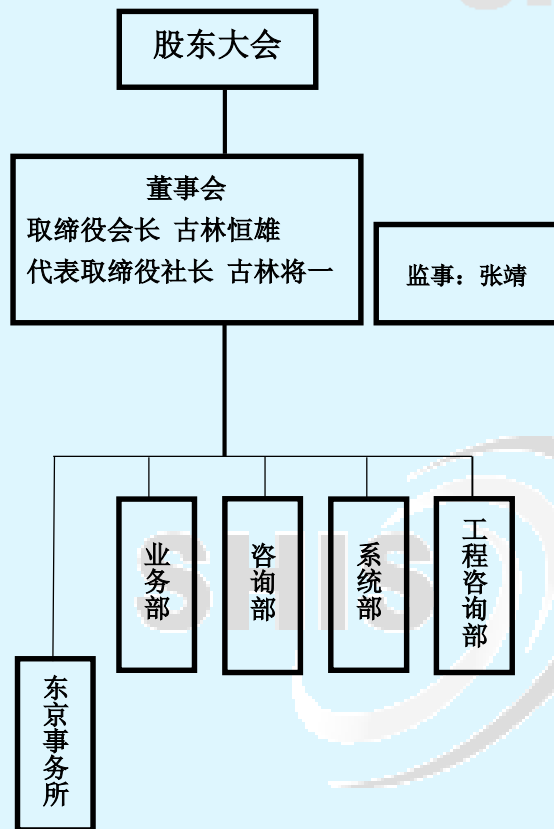 股东大会
董事会
取缔役会长 古林恒雄
代表取缔役社长 古林将一
监事：张靖
业务部
咨询部
系统部
工程咨询部
东京事务所
SHIS